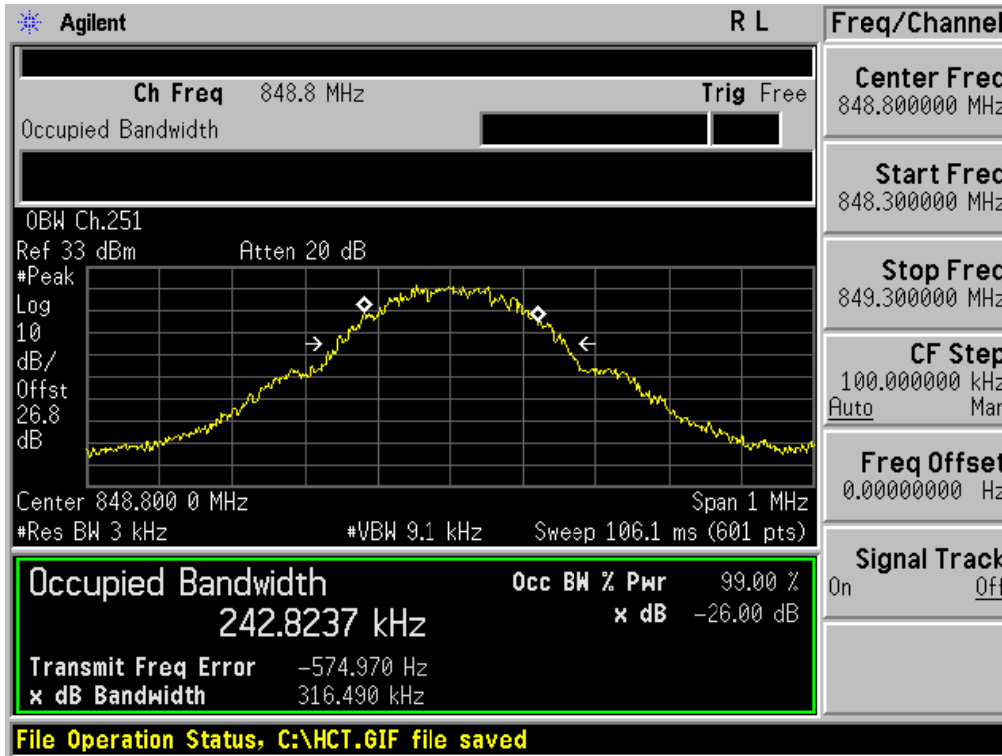 Agilent
R L
Freq/Channel
Ch Freq 848.8 MHz
Trig Free
Occupied Bandwidth
Center Freq
848.800000 MHz
Start Freq
848.300000 MHz
Stop Freq
849.300000 MHz
CF Step
100.000000 kHz
Auto Man
Freq Offset
0.00000000 Hz
Signal Track
On Off
OBW Ch.251
Ref 33 dBm
Atten 20 dB
#Peak
Log
10
dB/
Offst
26.8
dB
Center 848.800 0 MHz
Span 1 MHz
#Res BW 3 kHz
#VBW 9.1 kHz
Sweep 106.1 ms (601 pts)
Occupied Bandwidth
242.8237 kHz
Occ BW % Pwr 99.00 %
x dB -26.00 dB
Transmit Freq Error -574.970 Hz
x dB Bandwidth 316.490 kHz
File Operation Status, C:\HCT.GIF file saved